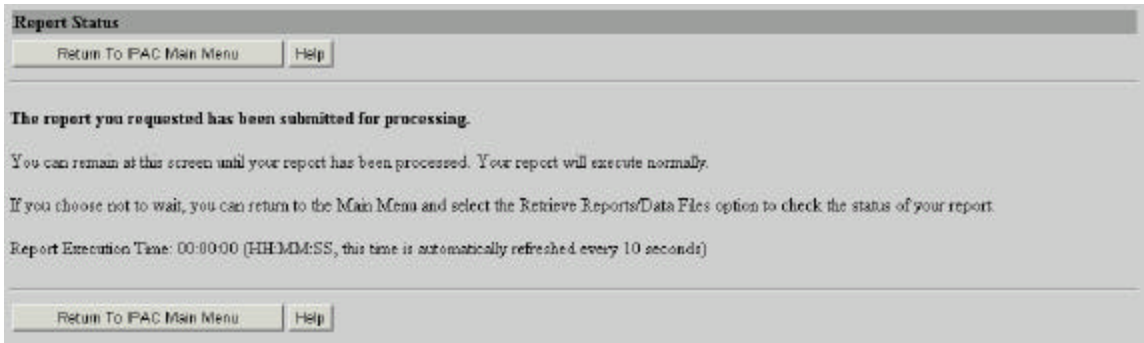 Report Status
Return To IPAC Main Menu Help
The report you requested has been submitted for processing.
You can remain at this screen until your report has been processed. Your report will execute normally.
If you choose not to wait, you can return to the Main Menu and select the Retrieve Reports/Data Files option to check the status of your report.
Report Execution Time: 00:00:00 (HH:MM:SS, this time is automatically refreshed every 10 seconds)
Return To IPAC Main Menu Help